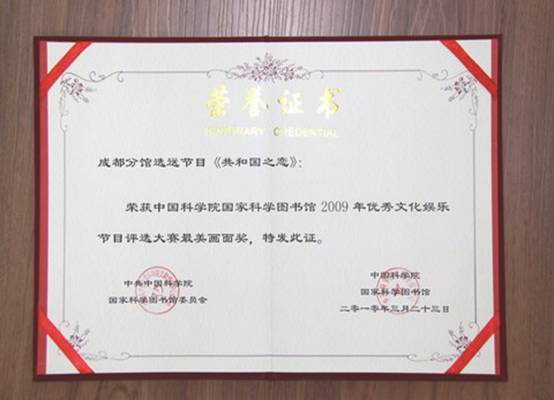 荣誉证书
HONORARY CREDENTIAL
成都分馆选送节目《共和国之恋》：
荣获中国科学院国家科学图书馆 2009 年优秀文化娱乐
节目评选大赛最美画面奖，特发此证。
中共中国科学院
国家科学图书馆委员会
中国科学院
国家科学图书馆
二〇一〇年三月二十三日